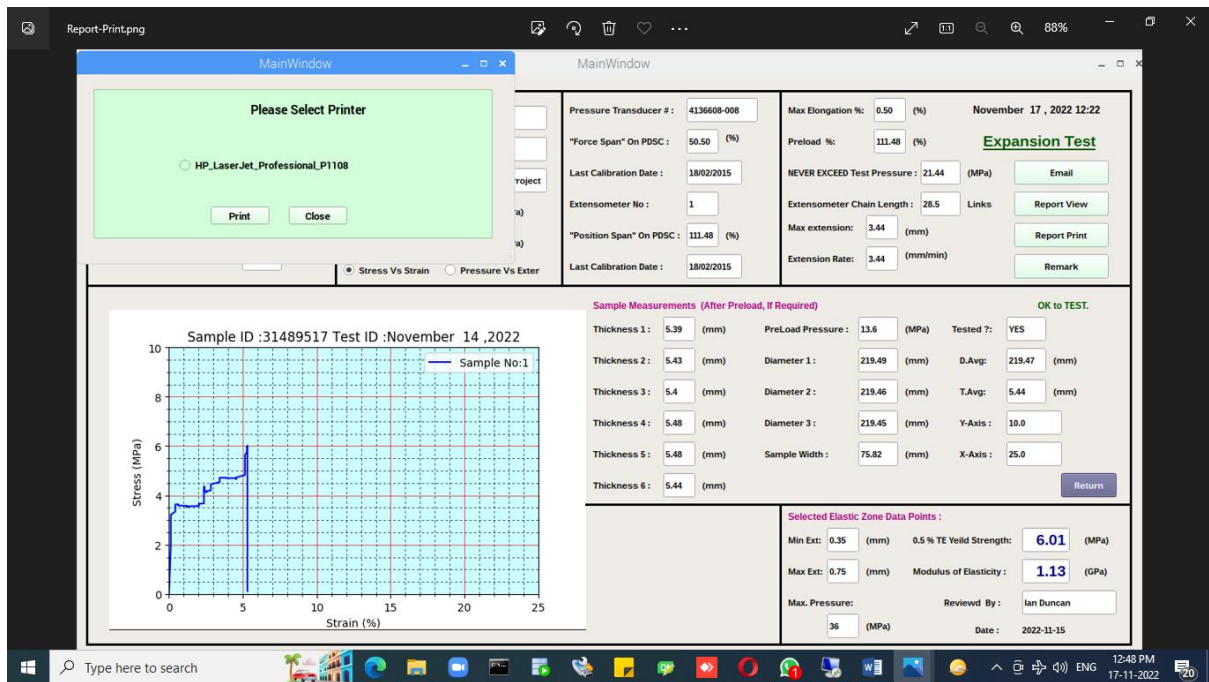 Report-Print.png
88%
MainWindow
MainWindow
Please Select Printer
HP_LaserJet_Professional_P1108
Print Close
roject
a)
a)
Stress Vs Strain Pressure Vs Exter
Pressure Transducer # : 4136608-008
"Force Span" On PDSC : 50.50 (%)
Last Calibration Date : 18/02/2015
Extensometer No : 1
"Position Span" On PDSC : 111.48 (%)
Last Calibration Date : 18/02/2015
Max Elongation %: 0.50 (%)
Preload %: 111.48 (%)
NEVER EXCEED Test Pressure : 21.44 (MPa)
Extensometer Chain Length : 28.5 Links
Max extension: 3.44 (mm)
Extension Rate: 3.44 (mm/min)
November 17 , 2022 12:22
Expansion Test
Email
Report View
Report Print
Remark
Sample ID :31489517 Test ID :November 14 ,2022
Sample No:1
Stress (MPa)
10
8
6
4
2
0
0 5 10 15 20 25
Strain (%)
Sample Measurements (After Preload, If Required) OK to TEST.
Thickness 1 : 5.39 (mm) PreLoad Pressure : 13.6 (MPa) Tested ?: YES
Thickness 2 : 5.43 (mm) Diameter 1 : 219.49 (mm) D.Avg: 219.47 (mm)
Thickness 3 : 5.4 (mm) Diameter 2 : 219.46 (mm) T.Avg: 5.44 (mm)
Thickness 4 : 5.48 (mm) Diameter 3 : 219.45 (mm) Y-Axis : 10.0
Thickness 5 : 5.48 (mm) Sample Width : 75.82 (mm) X-Axis : 25.0
Thickness 6 : 5.44 (mm) Return
Selected Elastic Zone Data Points :
Min Ext: 0.35 (mm) 0.5 % TE Yeild Strength: 6.01 (MPa)
Max Ext: 0.75 (mm) Modulus of Elasticity : 1.13 (GPa)
Max. Pressure: Reviewd By : Ian Duncan
36 (MPa) Date : 2022-11-15
Type here to search
ENG
12:48 PM
17-11-2022
20